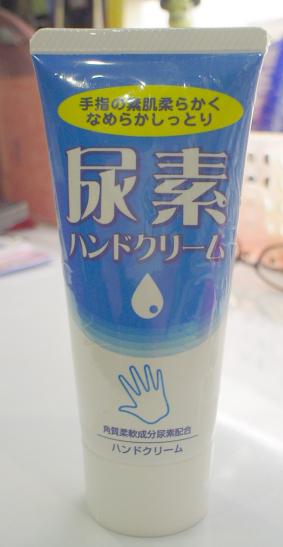 手指の素肌柔らかく
なめらかしっとり
尿素
ハンドクリーム
角質柔軟成分尿素配合
ハンドクリーム